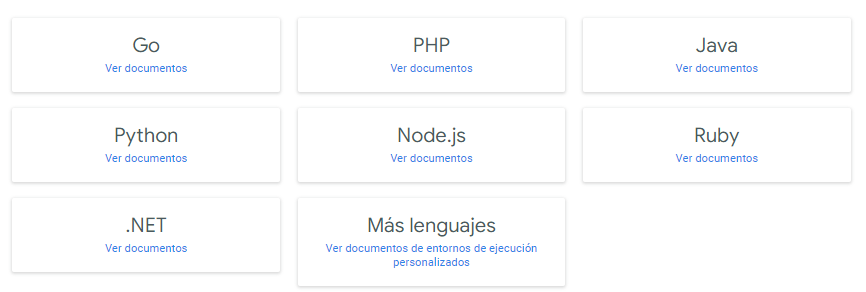 Go
Ver documentos
PHP
Ver documentos
Java
Ver documentos
Python
Ver documentos
Node.js
Ver documentos
Ruby
Ver documentos
.NET
Ver documentos
Más lenguajes
Ver documentos de entornos de ejecución
personalizados